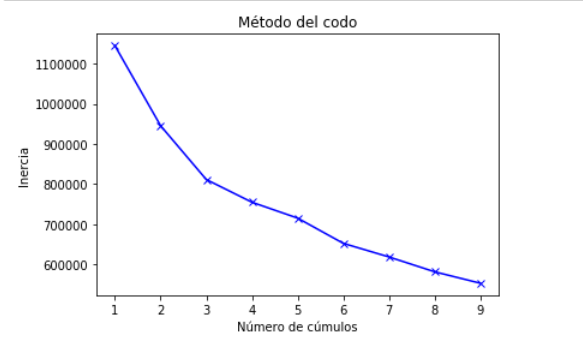 Método del codo
Inercia
1100000
1000000
900000
800000
700000
600000
1 2 3 4 5 6 7 8 9
Número de cúmulos